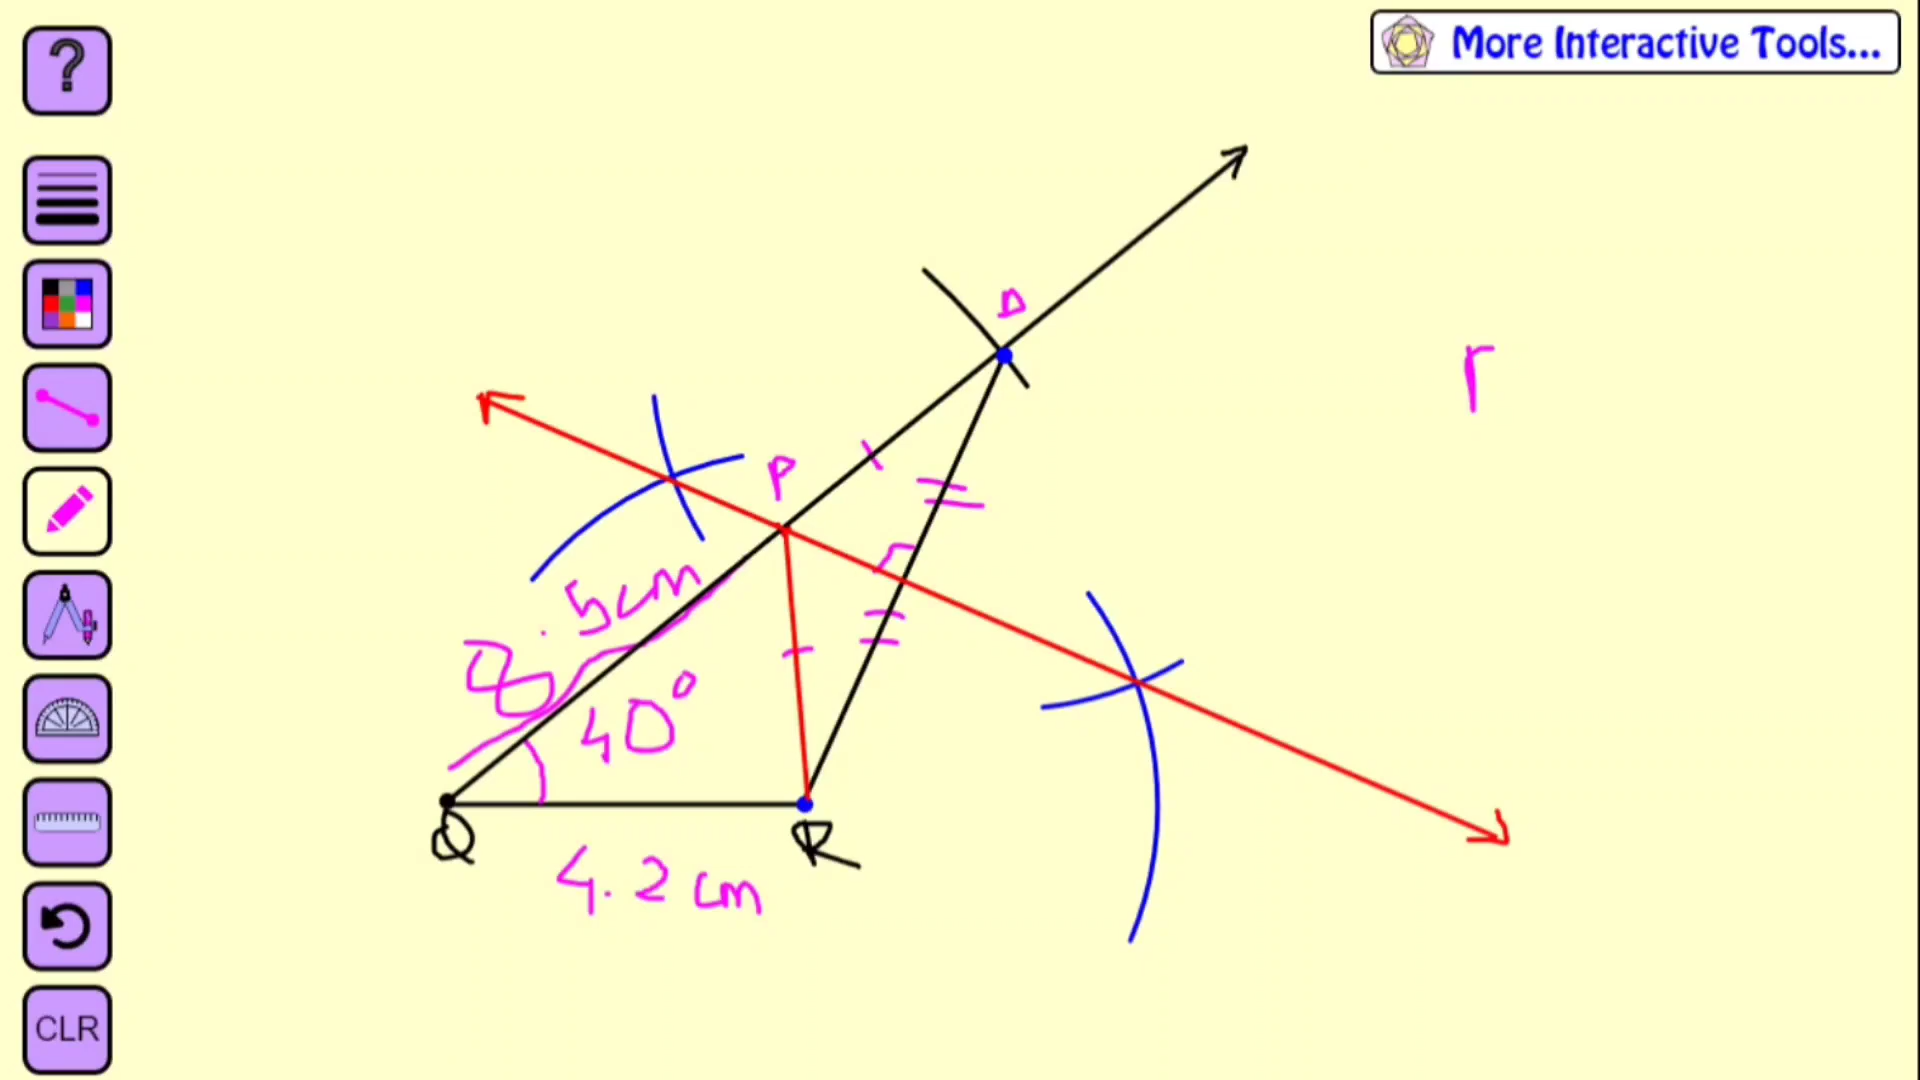 ? More Interactive Tools...
D
P
8.5cm
40°
Q R
4.2 cm
CLR